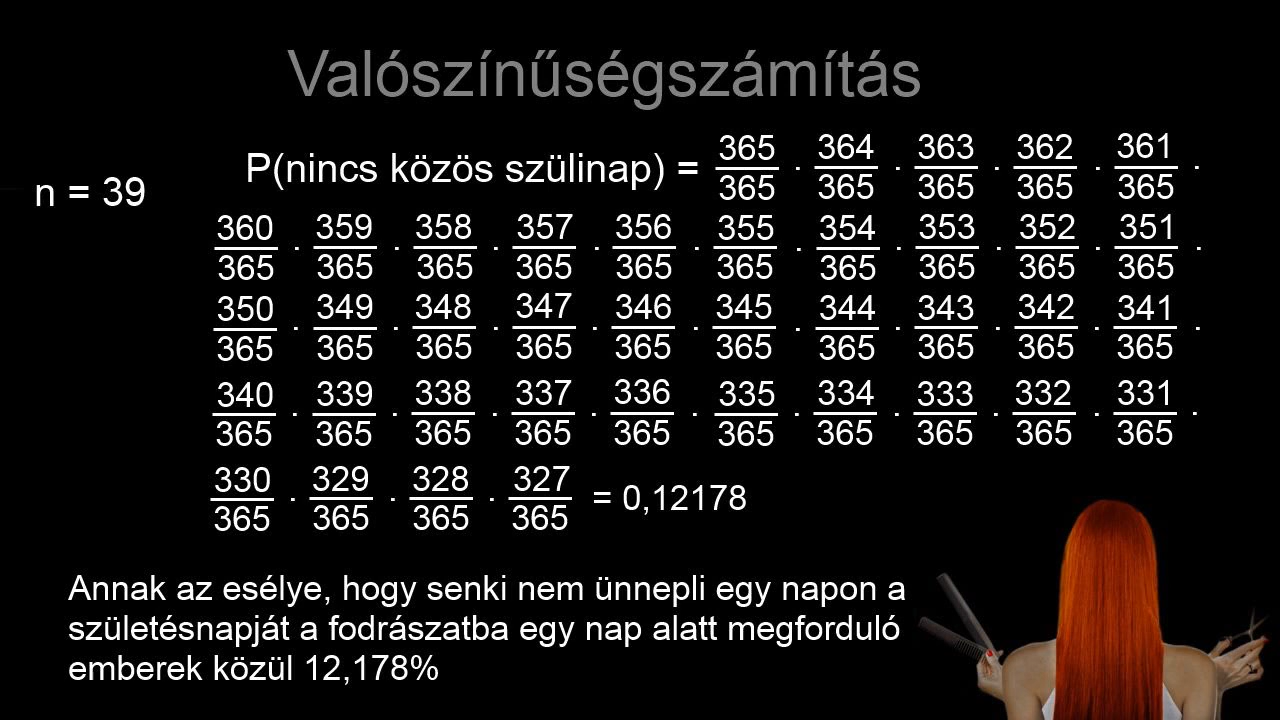 Valószínűségszámítás
n = 39
P(nincs közös szülinap) = 365/365 · 364/365 · 363/365 · 362/365 · 361/365 ·
360/365 · 359/365 · 358/365 · 357/365 · 356/365 · 355/365 · 354/365 · 353/365 · 352/365 · 351/365 ·
350/365 · 349/365 · 348/365 · 347/365 · 346/365 · 345/365 · 344/365 · 343/365 · 342/365 · 341/365 ·
340/365 · 339/365 · 338/365 · 337/365 · 336/365 · 335/365 · 334/365 · 333/365 · 332/365 · 331/365 ·
330/365 · 329/365 · 328/365 · 327/365 = 0,12178
Annak az esélye, hogy senki nem ünnepli egy napon a
születésnapját a fodrászatba egy nap alatt megforduló
emberek közül 12,178%